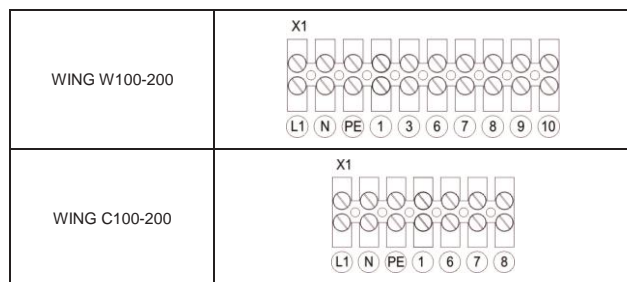 X1
WING W100-200
L1 N PE 1 3 6 7 8 9 10
X1
WING C100-200
L1 N PE 1 6 7 8